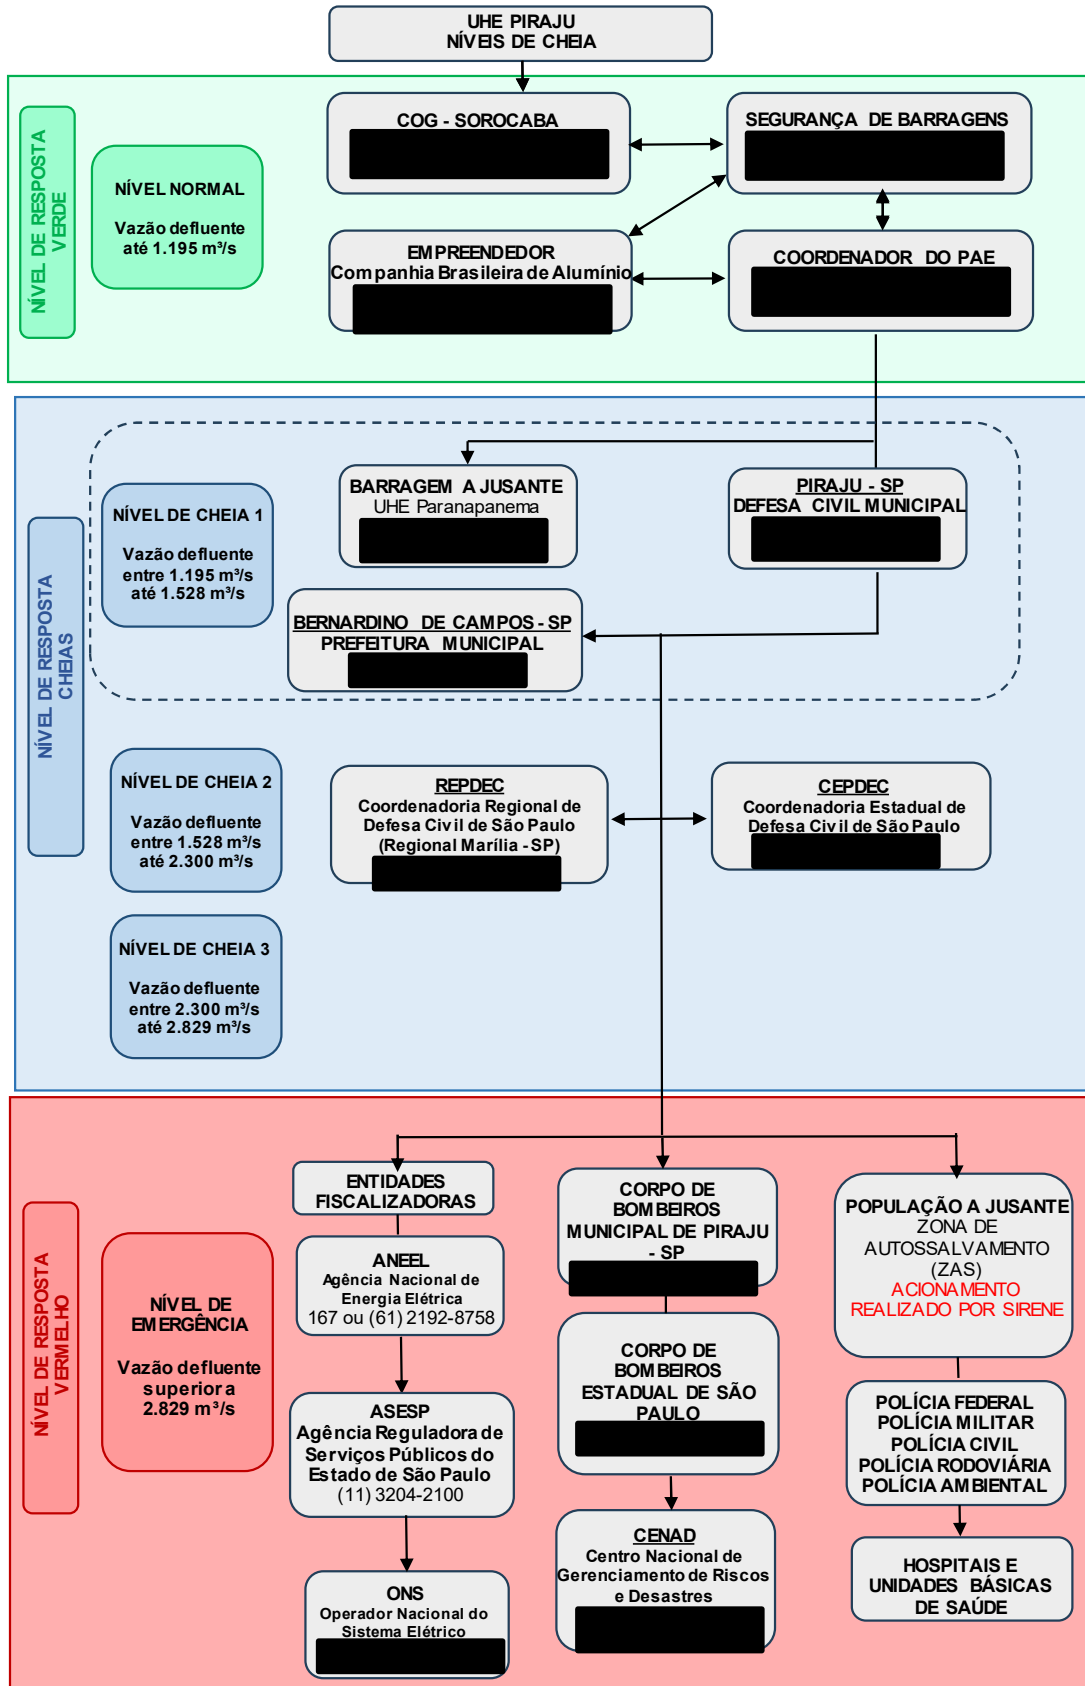 UHE PIRAJU
NÍVEIS DE CHEIA
NÍVEL DE RESPOSTA
VERDE
NÍVEL NORMAL
Vazão defluente
até 1.195 m³/s
COG - SOROCABA
SEGURANÇA DE BARRAGENS
EMPREENDEDOR
Companhia Brasileira de Alumínio
COORDENADOR DO PAE
NÍVEL DE RESPOSTA
CHEIAS
NÍVEL DE CHEIA 1
Vazão defluente
entre 1.195 m³/s
até 1.528 m³/s
BARRAGEM A JUSANTE
UHE Paranapanema
PIRAJU - SP
DEFESA CIVIL MUNICIPAL
BERNARDINO DE CAMPOS - SP
PREFEITURA MUNICIPAL
NÍVEL DE CHEIA 2
Vazão defluente
entre 1.528 m³/s
até 2.300 m³/s
REPDEC
Coordenadoria Regional de
Defesa Civil de São Paulo
(Regional Marília - SP)
CEPDEC
Coordenadoria Estadual de
Defesa Civil de São Paulo
NÍVEL DE CHEIA 3
Vazão defluente
entre 2.300 m³/s
até 2.829 m³/s
NÍVEL DE RESPOSTA
VERMELHO
NÍVEL DE
EMERGÊNCIA
Vazão defluente
superior a
2.829 m³/s
ENTIDADES
FISCALIZADORAS
ANEEL
Agência Nacional de
Energia Elétrica
167 ou (61) 2192-8758
ASESP
Agência Reguladora de
Serviços Públicos do
Estado de São Paulo
(11) 3204-2100
ONS
Operador Nacional do
Sistema Elétrico
CORPO DE
BOMBEIROS
MUNICIPAL DE PIRAJU
- SP
CORPO DE
BOMBEIROS
ESTADUAL DE SÃO
PAULO
CENAD
Centro Nacional de
Gerenciamento de Riscos
e Desastres
POPULAÇÃO A JUSANTE
ZONA DE
AUTOSSALVAMENTO
(ZAS)
ACIONAMENTO
REALIZADO POR SIRENE
POLÍCIA FEDERAL
POLÍCIA MILITAR
POLÍCIA CIVIL
POLÍCIA RODOVIÁRIA
POLÍCIA AMBIENTAL
HOSPITAIS E
UNIDADES BÁSICAS
DE SAÚDE